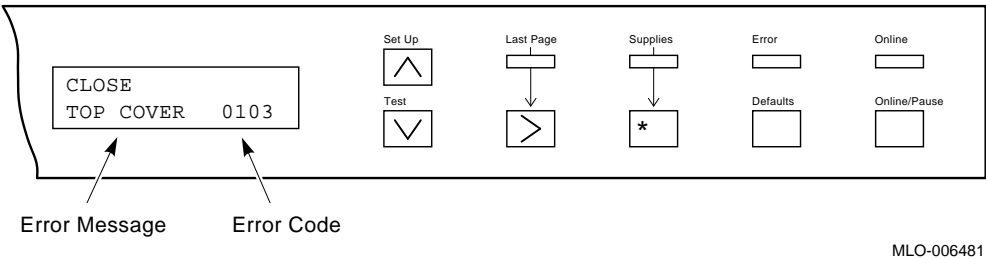 Set Up Last Page Supplies Error Online
CLOSE
TOP COVER 0103
Test Defaults Online/Pause
*
Error Message Error Code
MLO-006481